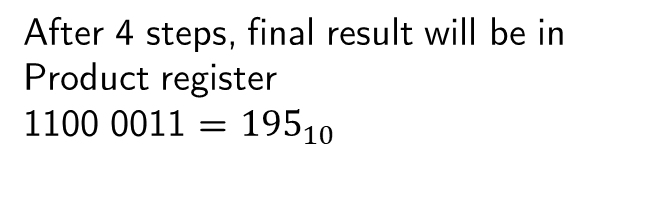 After 4 steps, final result will be in
Product register
1100 0011 = 195₁₀